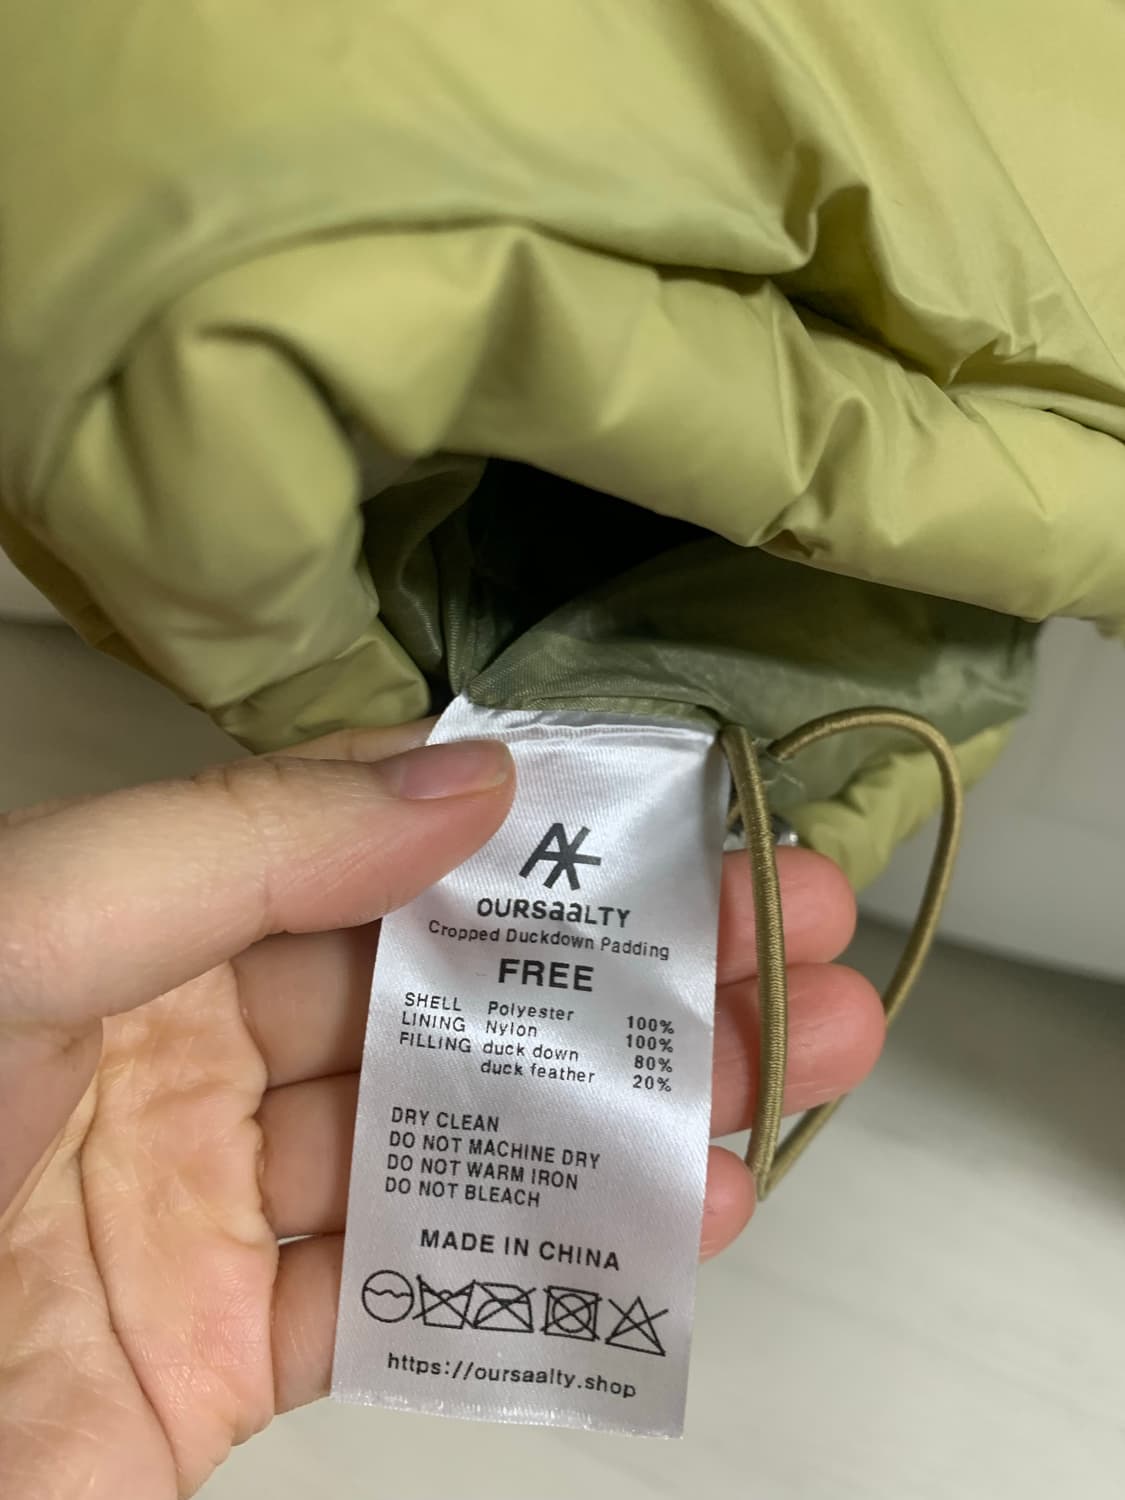 OURSaaLTY
Cropped Duckdown Padding
FREE
SHELL Polyester 100%
LINING Nylon 100%
FILLING duck down 80%
duck feather 20%
DRY CLEAN
DO NOT MACHINE DRY
DO NOT WARM IRON
DO NOT BLEACH
MADE IN CHINA
https://oursaalty.shop